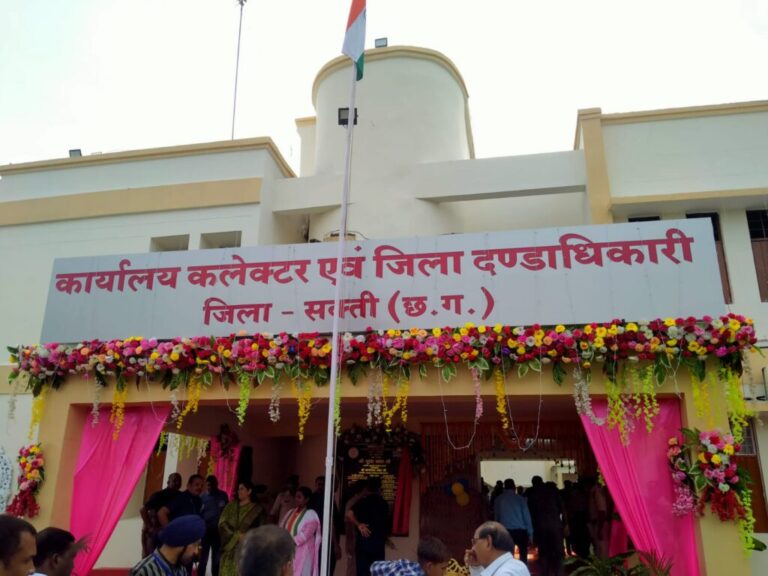 कार्यालय कलेक्टर एवं जिला दण्डाधिकारी
जिला - सक्ती (छ.ग.)